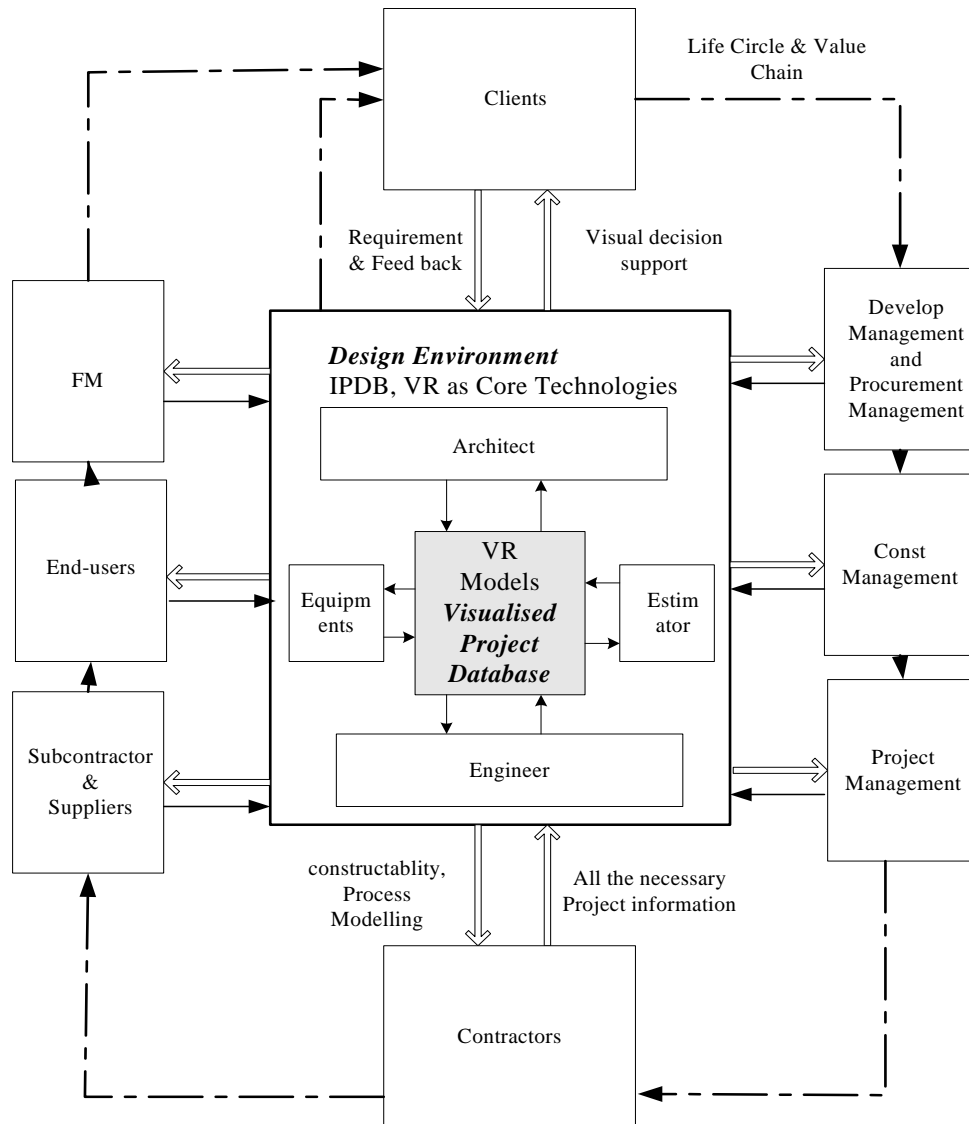 Life Circle & Value
Chain
Clients
Requirement
& Feed back
Visual decision
support
FM
Design Environment
IPDB, VR as Core Technologies
Develop
Management
and
Procurement
Management
Architect
End-users
Equipm
ents
VR
Models
Visualised
Project
Database
Estim
ator
Const
Management
Subcontractor
&
Suppliers
Engineer
Project
Management
constructablity,
Process
Modelling
All the necessary
Project information
Contractors